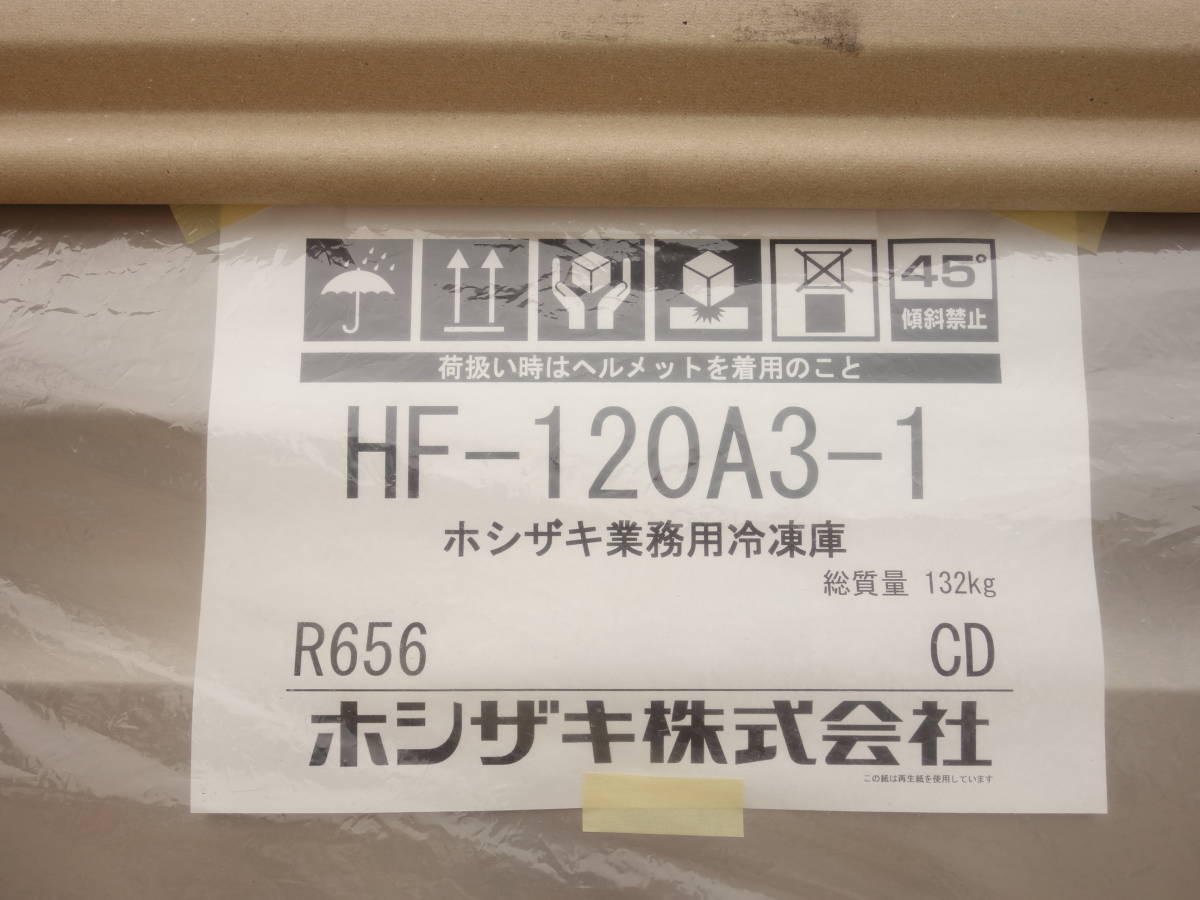 45°
傾斜禁止
荷扱い時はヘルメットを着用のこと
HF-120A3-1
ホシザキ業務用冷凍庫
総質量 132kg
R656 CD
ホシザキ株式会社
この紙は再生紙を使用しています